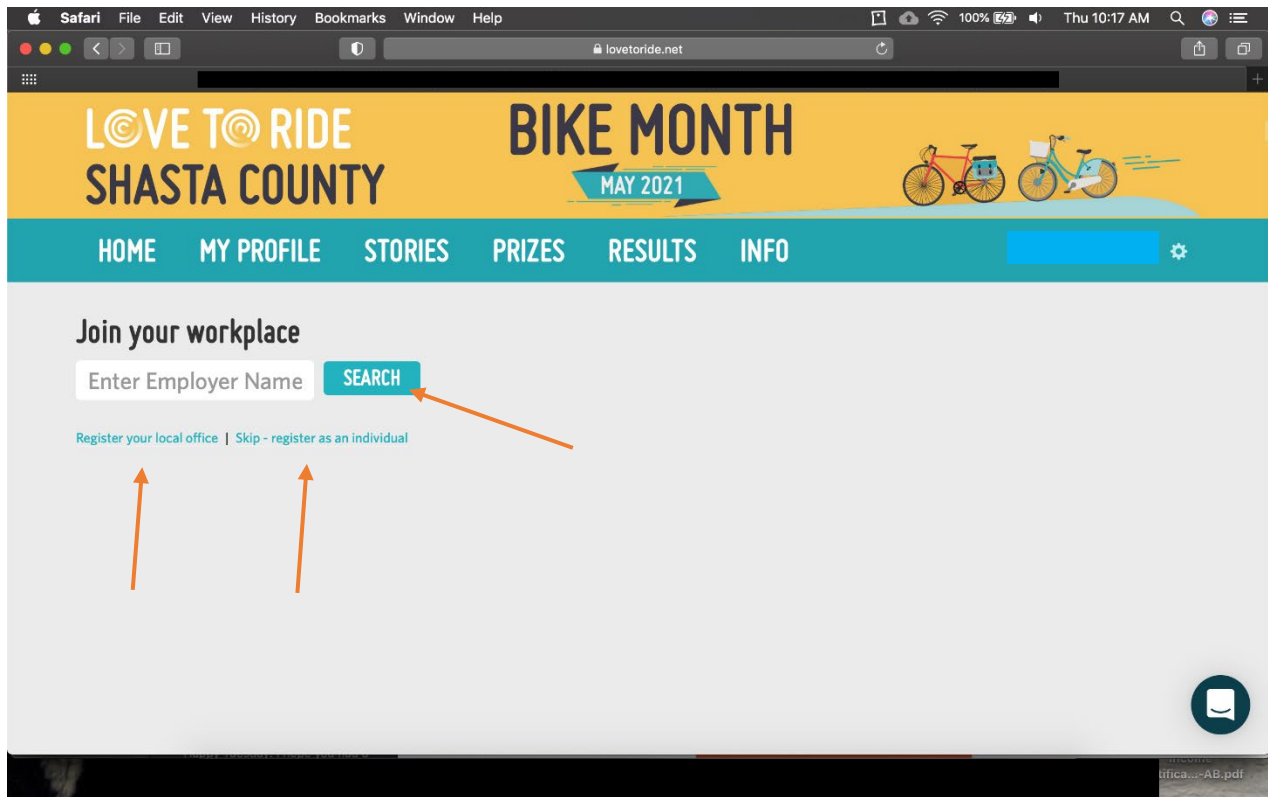 Safari File Edit View History Bookmarks Window Help 100% Thu 10:17 AM
lovetoride.net
LOVE TO RIDE
SHASTA COUNTY
BIKE MONTH
MAY 2021
HOME MY PROFILE STORIES PRIZES RESULTS INFO
Join your workplace
Enter Employer Name SEARCH
Register your local office | Skip - register as an individual
-AB.pdf